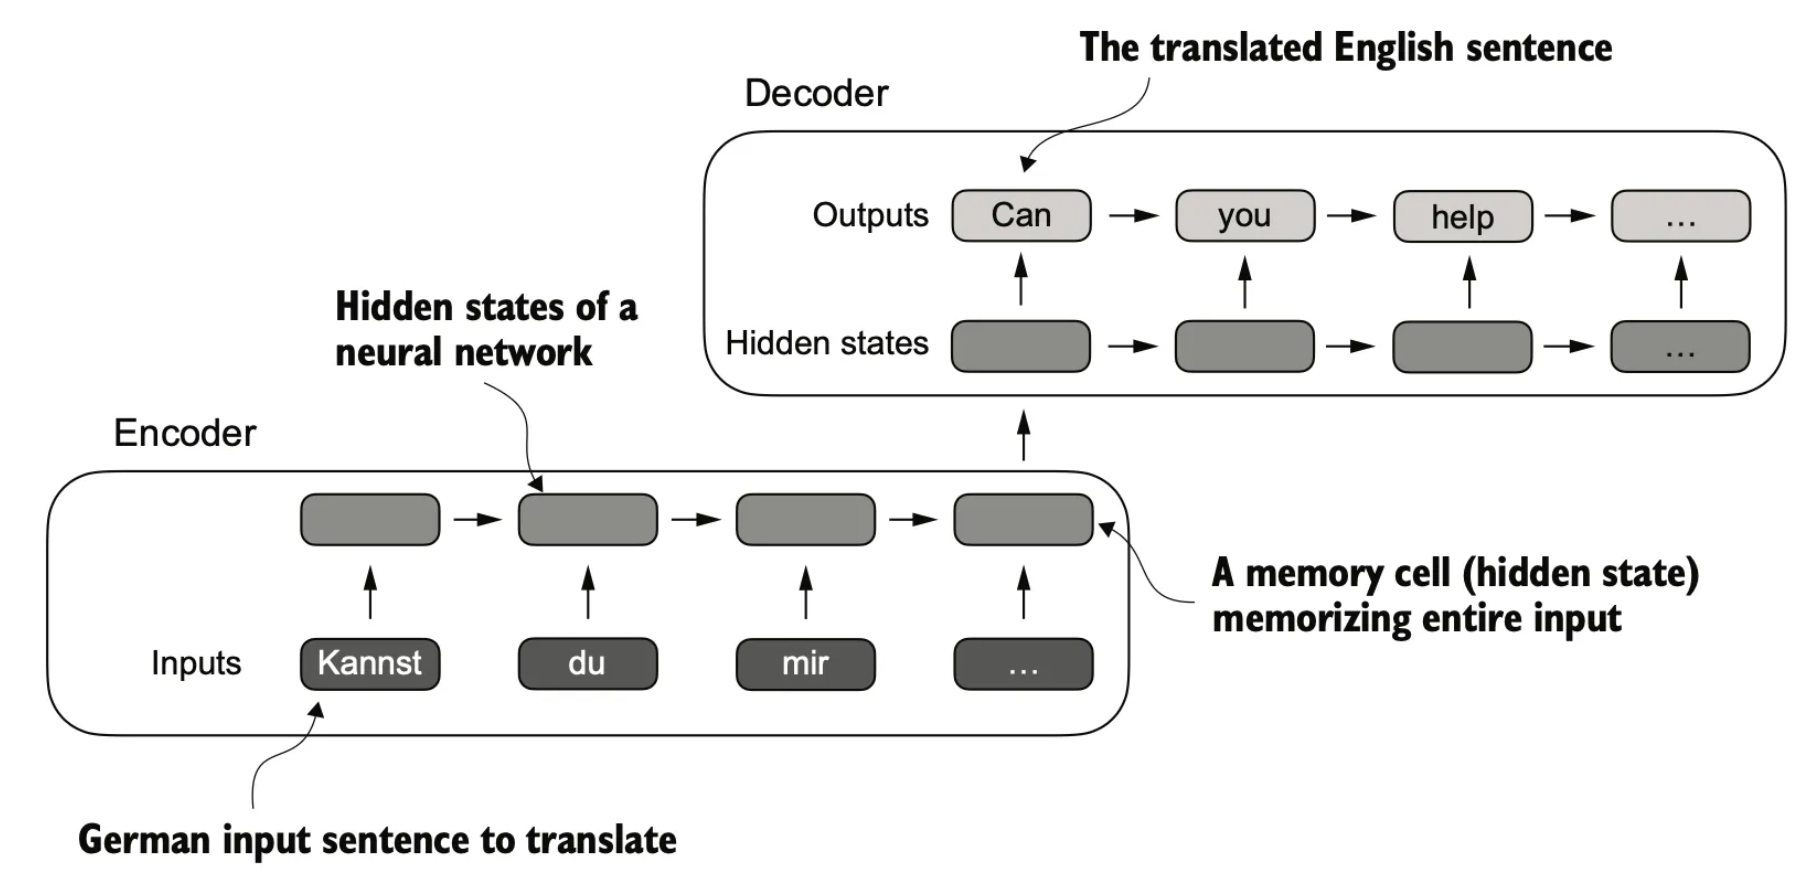 The translated English sentence
Decoder
Outputs Can you help ...
Hidden states of a
neural network
Hidden states ...
Encoder
A memory cell (hidden state)
memorizing entire input
Inputs Kannst du mir ...
German input sentence to translate